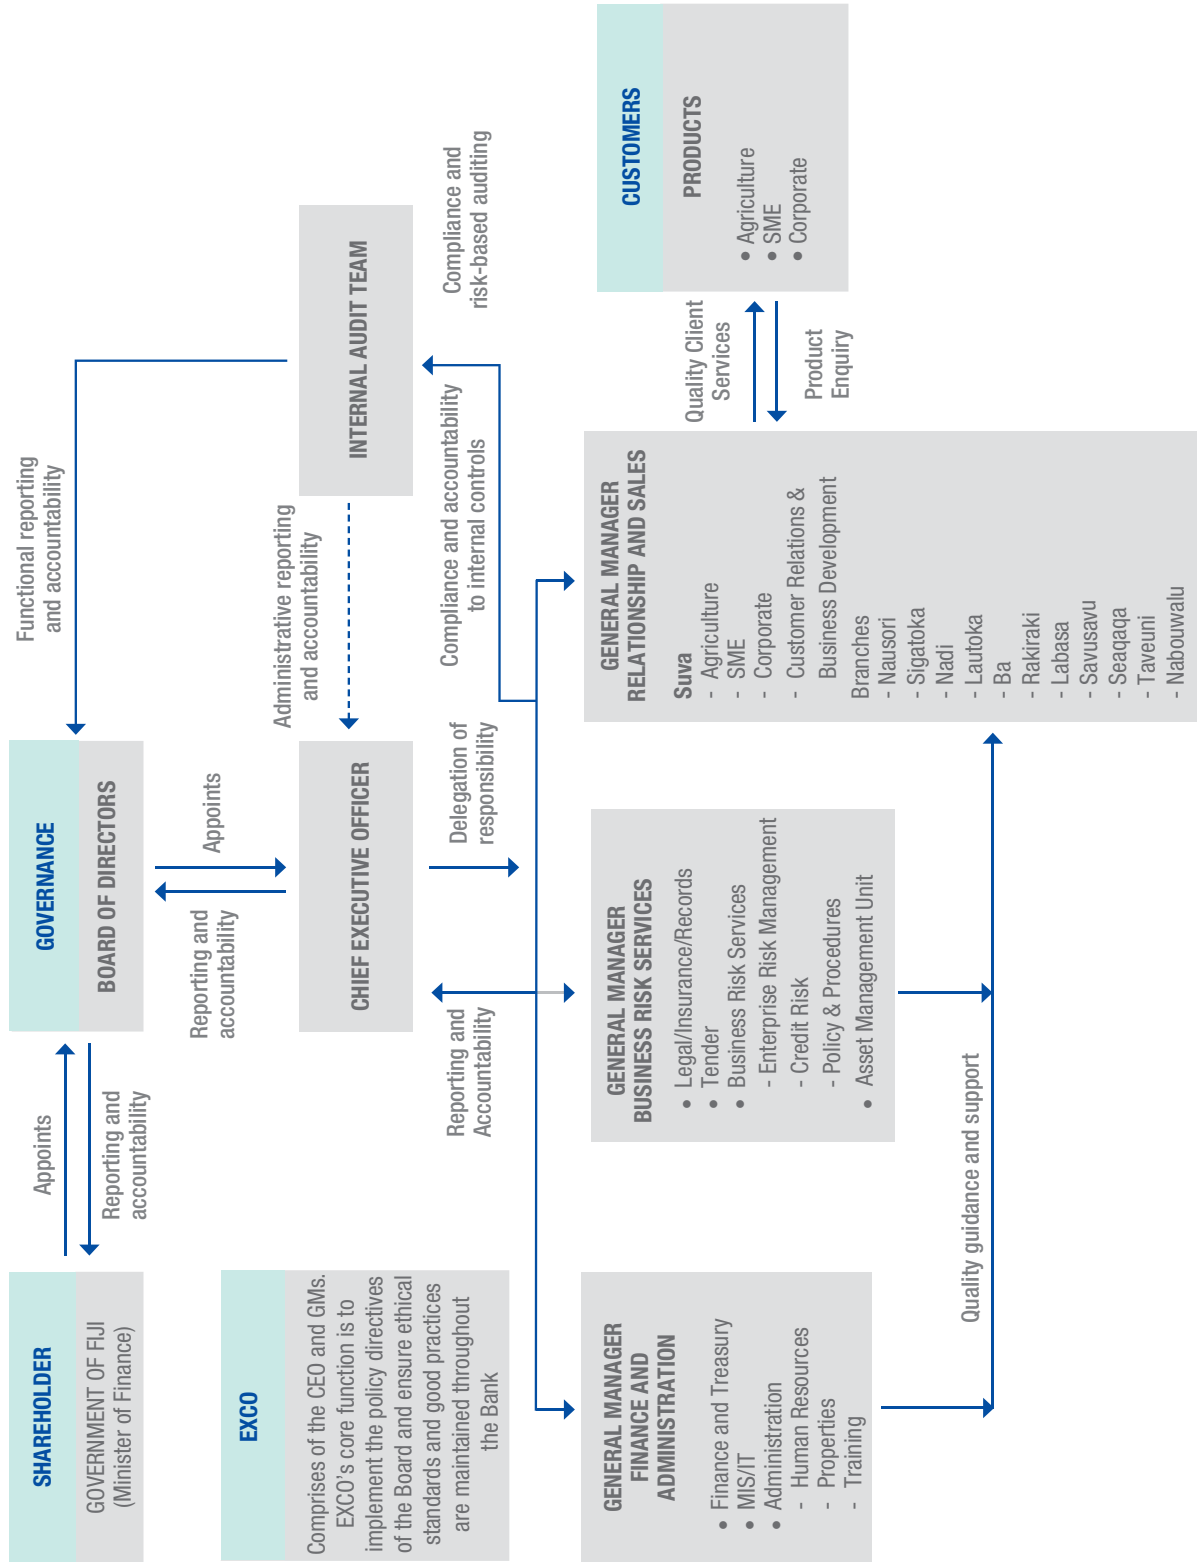 SHAREHOLDER
GOVERNMENT OF FIJI
(Minister of Finance)
Appoints
Reporting and
accountability
GOVERNANCE
BOARD OF DIRECTORS
Functional reporting
and accountability
Reporting and
accountability
Appoints
EXCO
Comprises of the CEO and GMs.
EXCO's core function is to
implement the policy directives
of the Board and ensure ethical
standards and good practices
are maintained throughout
the Bank
CHIEF EXECUTIVE OFFICER
Administrative reporting
and accountability
INTERNAL AUDIT TEAM
Reporting and
Accountability
Delegation of
responsibility
Compliance and accountability
to internal controls
Compliance and
risk-based auditing
GENERAL MANAGER
FINANCE AND
ADMINISTRATION
• Finance and Treasury
• MIS/IT
• Administration
- Human Resources
- Properties
- Training
GENERAL MANAGER
BUSINESS RISK SERVICES
• Legal/Insurance/Records
• Tender
• Business Risk Services
- Enterprise Risk Management
- Credit Risk
- Policy & Procedures
• Asset Management Unit
GENERAL MANAGER
RELATIONSHIP AND SALES
Suva
- Agriculture
- SME
- Corporate
- Customer Relations &
Business Development
Branches
- Nausori
- Sigatoka
- Nadi
- Lautoka
- Ba
- Rakiraki
- Labasa
- Savusavu
- Seaqaqa
- Taveuni
- Nabouwalu
Quality Client
Services
Product
Enquiry
CUSTOMERS
PRODUCTS
• Agriculture
• SME
• Corporate
Quality guidance and support